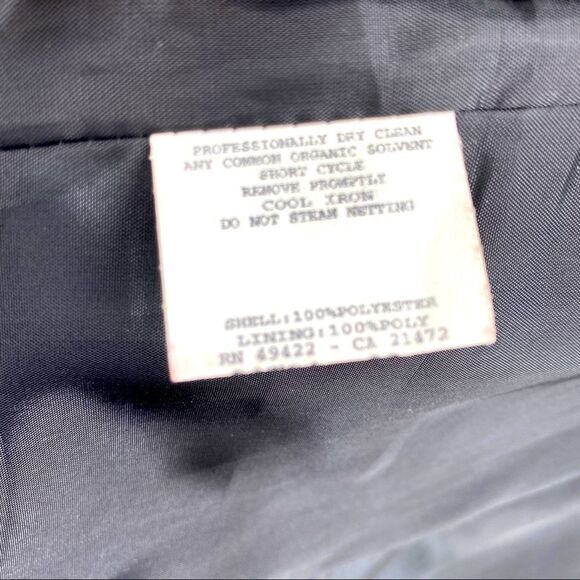 PROFESSIONALLY DRY CLEAN
ANY COMMON ORGANIC SOLVENT
SHORT CYCLE
REMOVE PROMPTLY
COOL IRON
DO NOT STEAM NETTING
SHELL:100%POLYESTER
LINING:100%POLY
RN 49422 - CA 21472